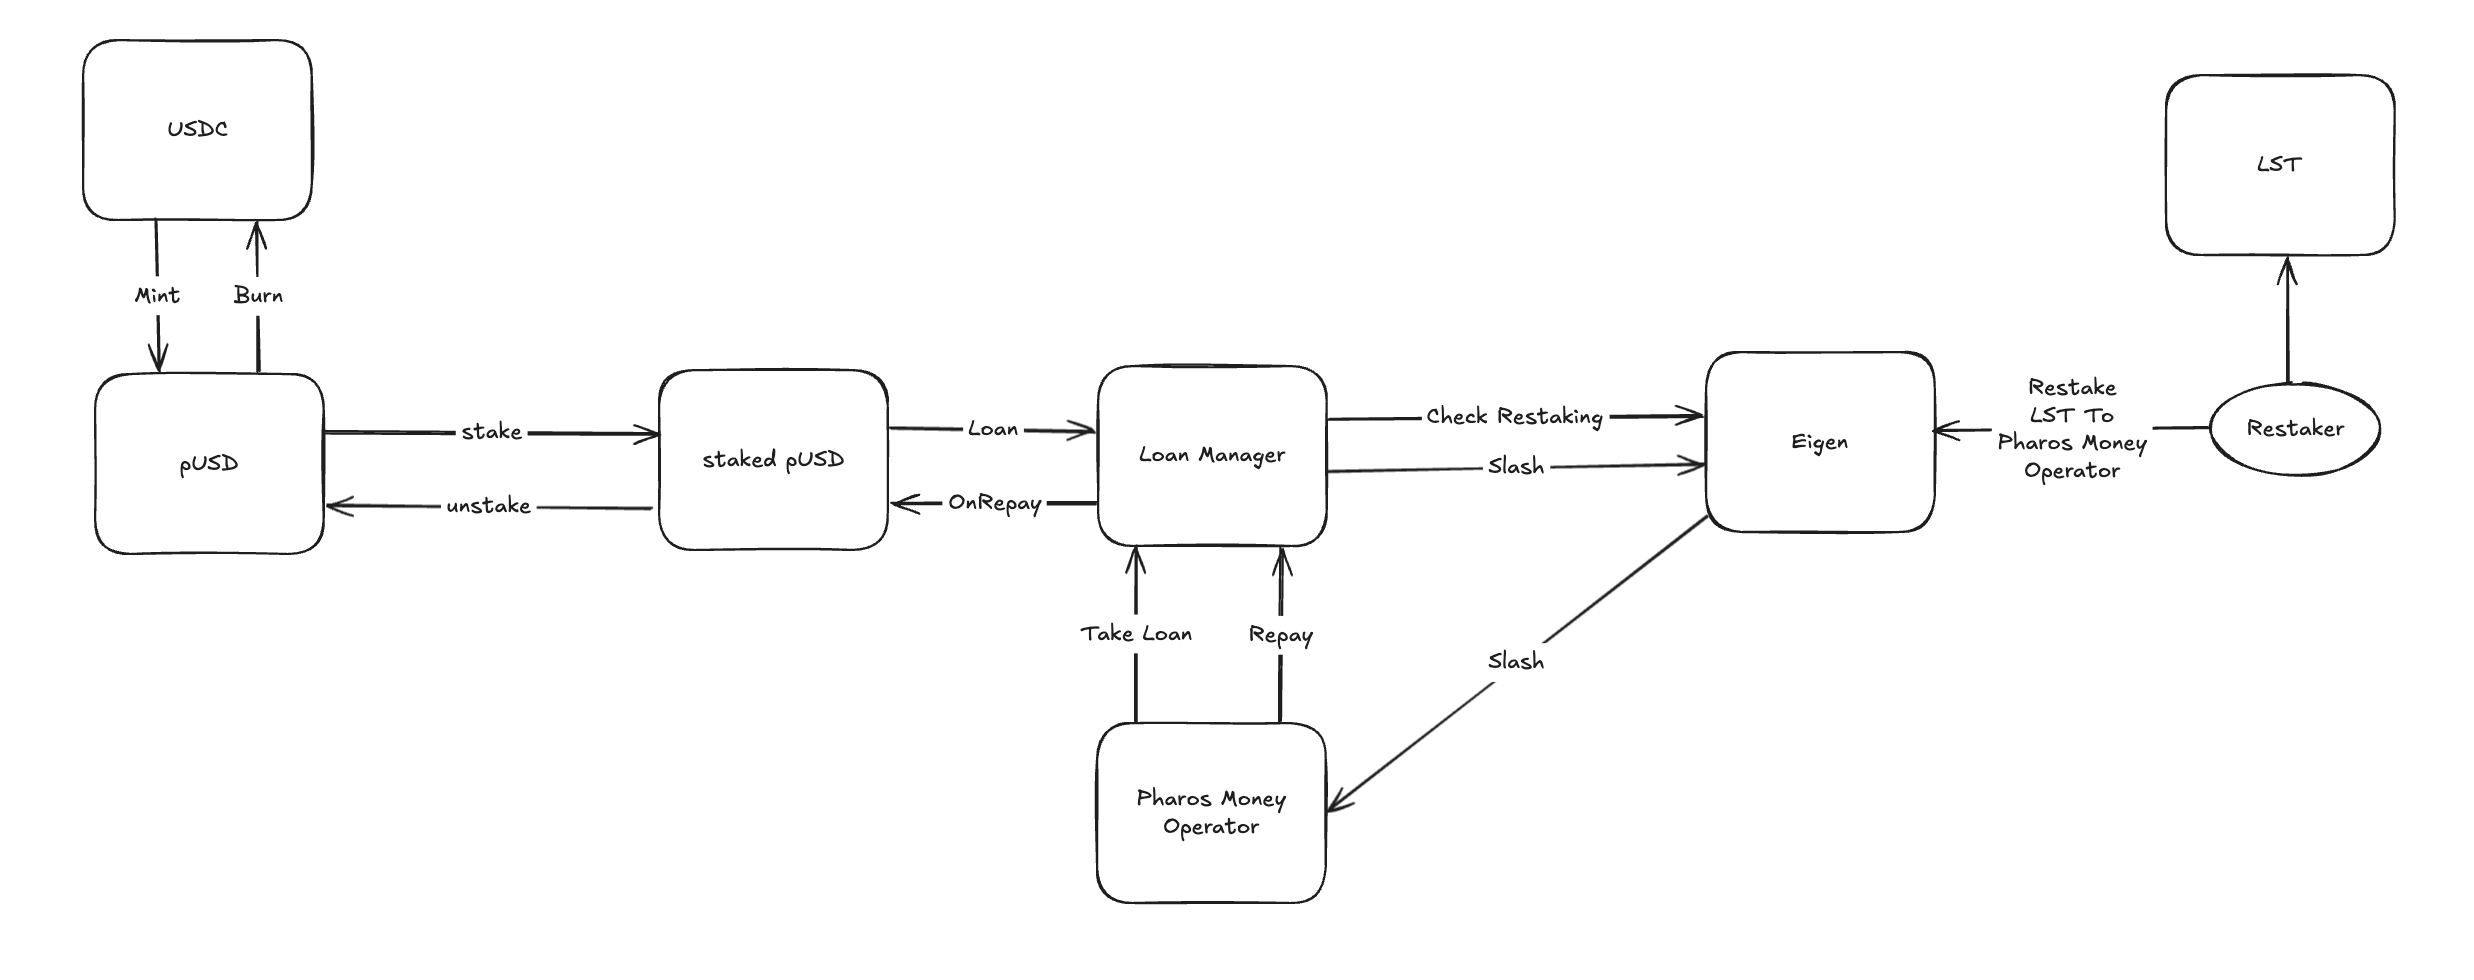 USDC
LST
Mint
Burn
Restake
LST To
Pharos Money
Operator
pUSD
stake
unstake
staked pUSD
Loan
OnRepay
Loan Manager
Check Restaking
Slash
Eigen
Restaker
Take Loan
Repay
Slash
Pharos Money
Operator